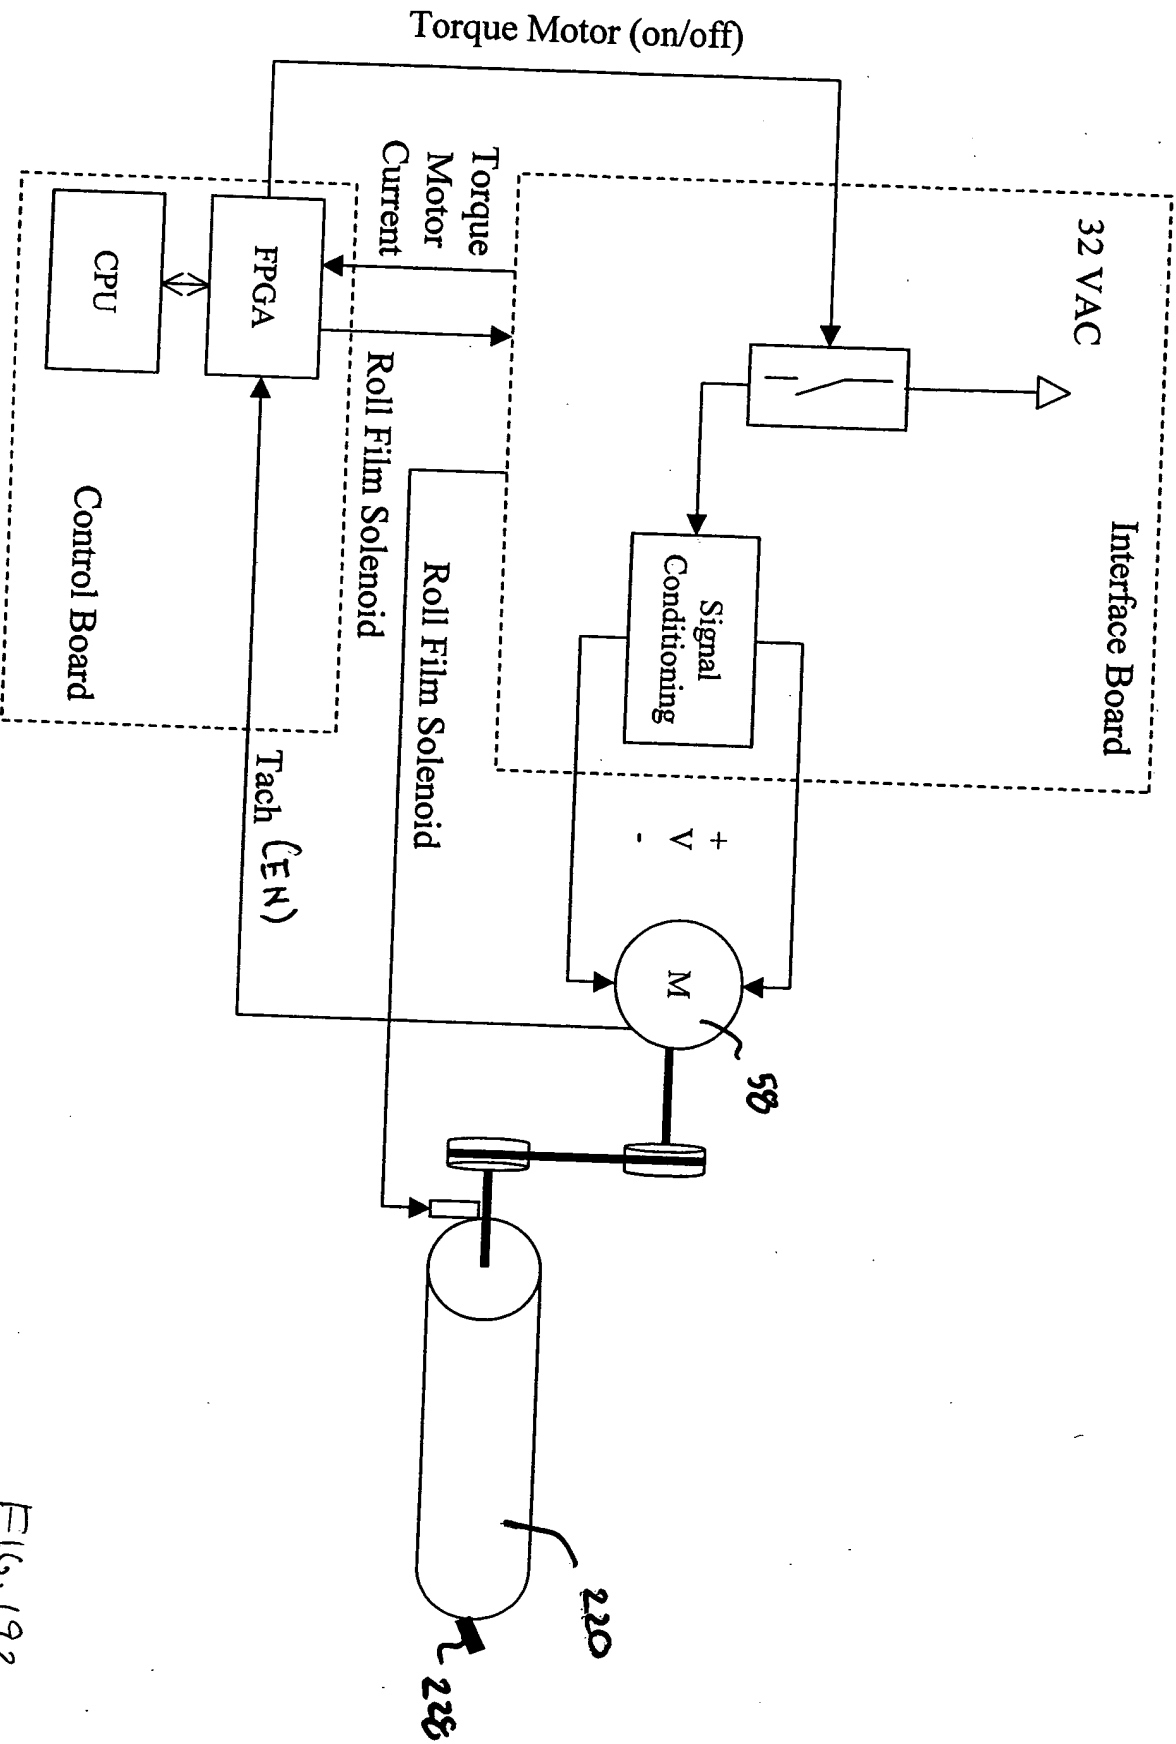 Torque Motor (on/off)
32 VAC
Interface Board
Signal
Conditioning
+
V
-
M
58
Torque
Motor
Current
Roll Film Solenoid
Roll Film Solenoid
FPGA
CPU
Control Board
Tach (EN)
220
228